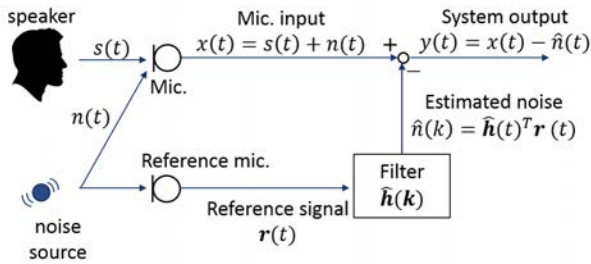 speaker
Mic. input
System output
s(t)
x(t) = s(t) + n(t)
+
y(t) = x(t) − n̂(t)
−
Mic.
n(t)
Estimated noise
n̂(k) = ĥ(t)ᵀr (t)
Reference mic.
Filter
ĥ(k)
Reference signal
r(t)
noise
source